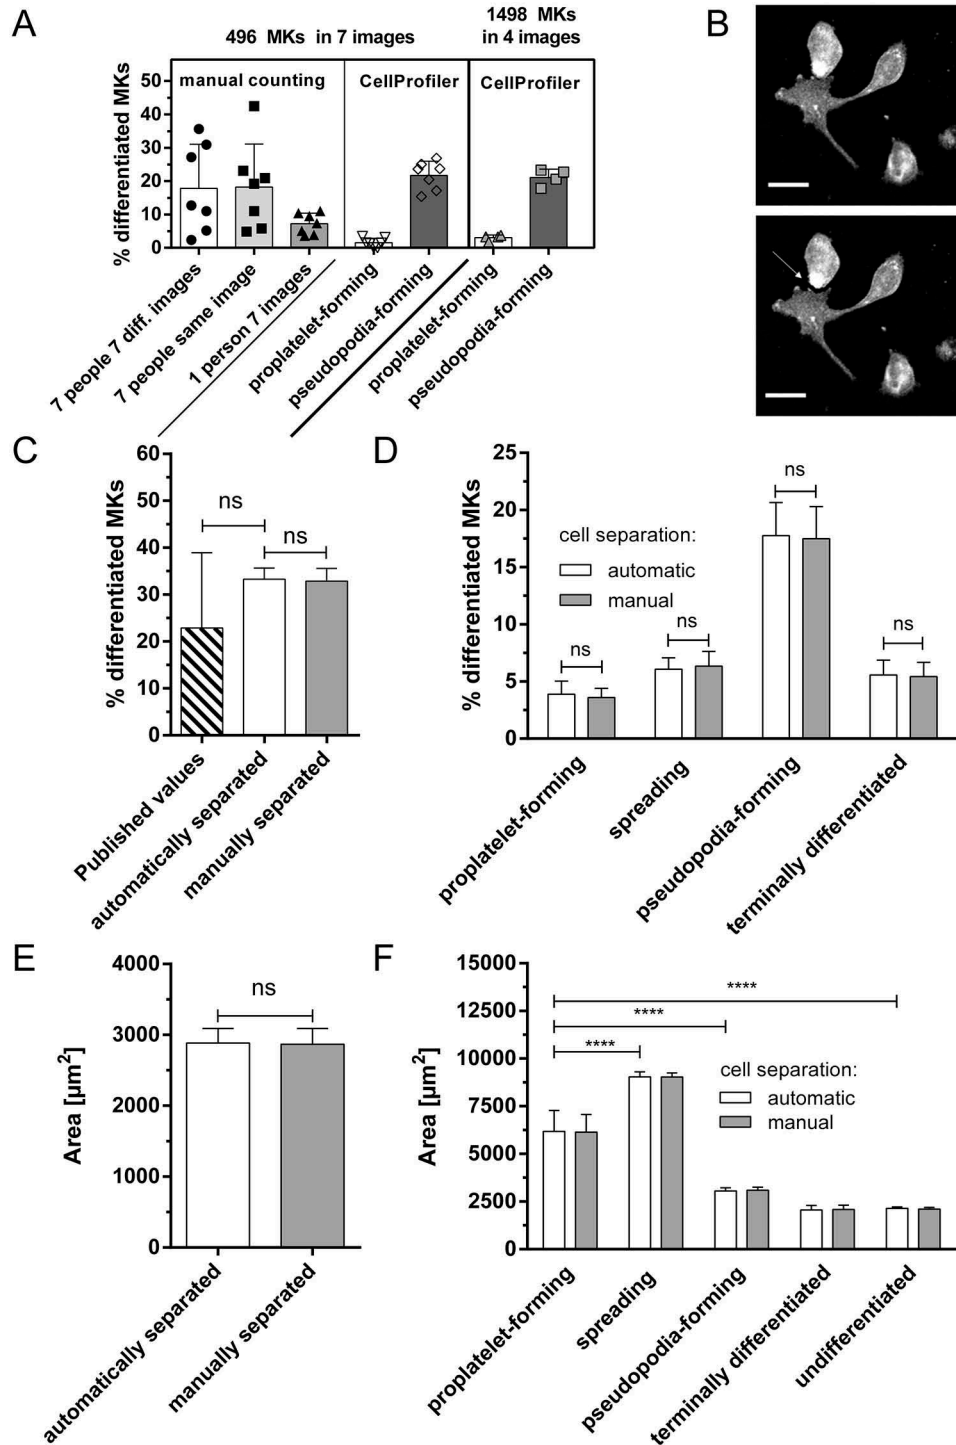 A
496 MKs in 7 images
1498 MKs
in 4 images
manual counting
CellProfiler
CellProfiler
% differentiated MKs
50
40
30
20
10
0
7 people 7 diff. images
7 people same image
1 person 7 images
proplatelet-forming
pseudopodia-forming
proplatelet-forming
pseudopodia-forming
B
C
% differentiated MKs
60
50
40
30
20
10
0
ns
ns
Published values
automatically separated
manually separated
D
% differentiated MKs
25
20
15
10
5
0
cell separation:
automatic
manual
ns
ns
ns
ns
proplatelet-forming
spreading
pseudopodia-forming
terminally differentiated
E
Area [µm²]
4000
3000
2000
1000
0
ns
automatically separated
manually separated
F
Area [µm²]
15000
12500
10000
7500
5000
2500
0
****
****
****
cell separation:
automatic
manual
proplatelet-forming
spreading
pseudopodia-forming
terminally differentiated
undifferentiated